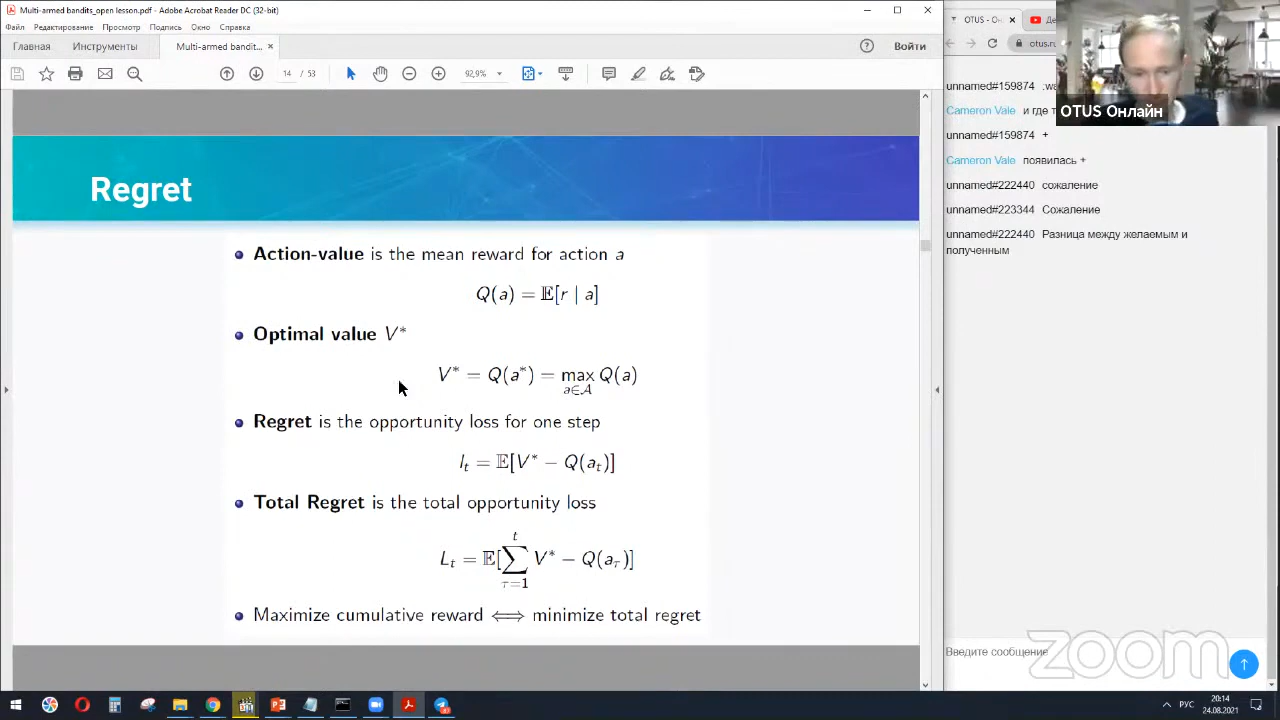 Multi-armed bandits_open lesson.pdf - Adobe Acrobat Reader DC (32-bit)
Файл Редактирование Просмотр Подпись Окно Справка
Главная Инструменты Multi-armed bandit... × Войти
14 / 53 92,9%
Regret
Action-value is the mean reward for action a
Q(a) = 𝔼[r | a]
Optimal value V*
V* = Q(a*) = max Q(a)
a∈𝒜
Regret is the opportunity loss for one step
lₜ = 𝔼[V* − Q(aₜ)]
Total Regret is the total opportunity loss
t
Lₜ = 𝔼[∑ V* − Q(a_τ)]
τ=1
Maximize cumulative reward ⟺ minimize total regret
OTUS - Он
otus.ru
OTUS Онлайн
unnamed#159874
Cameron Vale и где
unnamed#159874 +
Cameron Vale появилась +
unnamed#222440 сожаление
unnamed#223344 Сожаление
unnamed#222440 Разница между желаемым и
полученным
Введите сообщение
zoom
РУС
20:14
24.08.2021